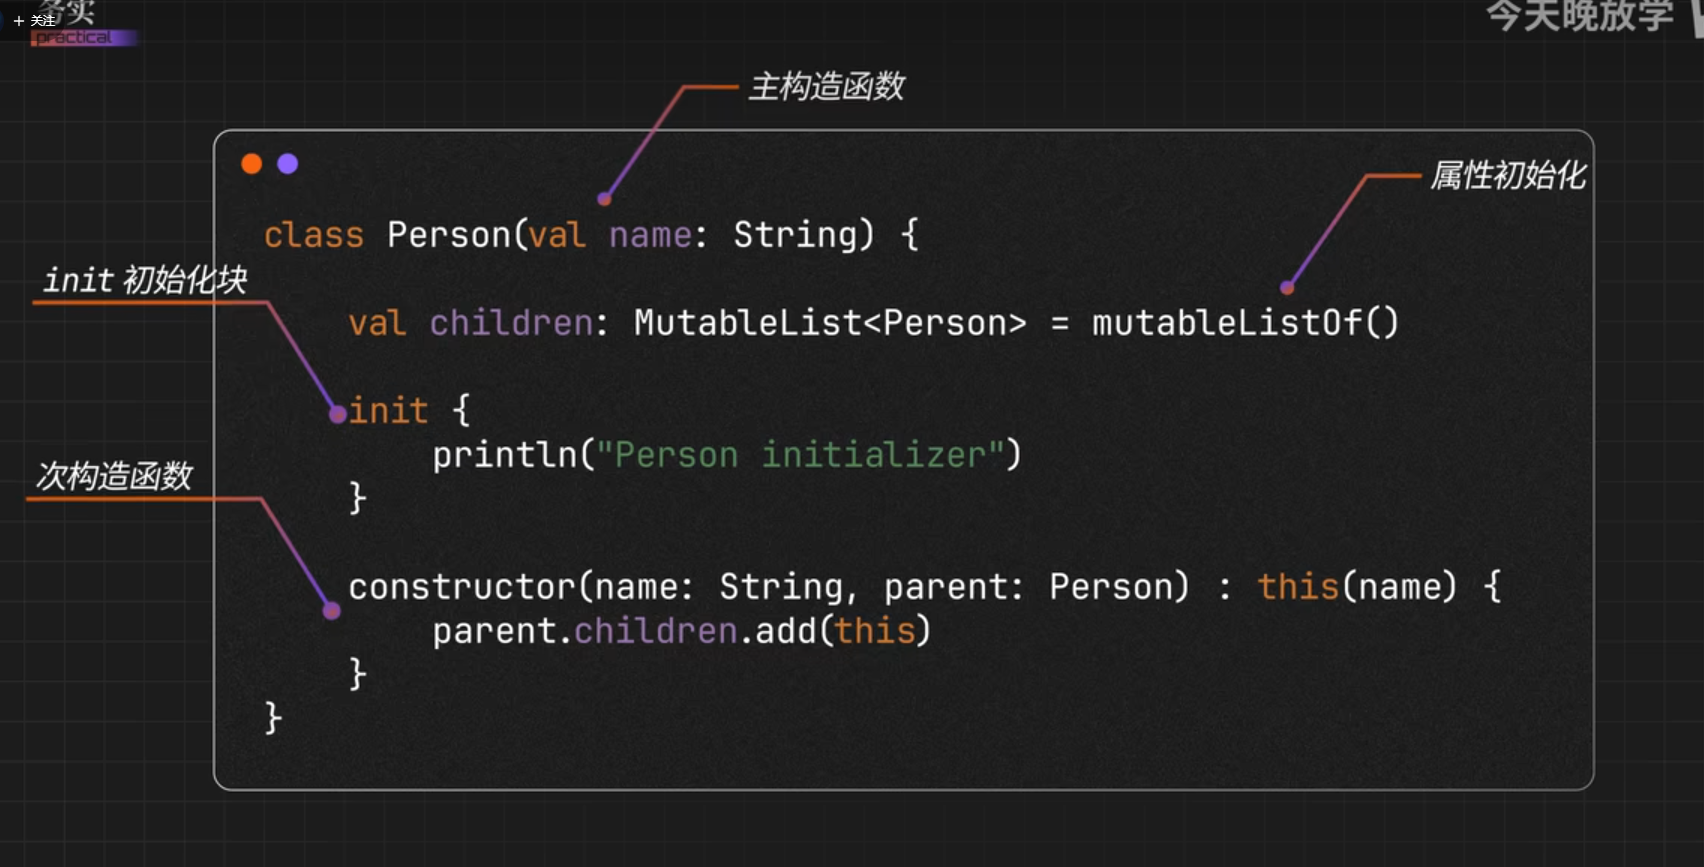 + 关注
务实
practical
今天晚放学
主构造函数
属性初始化
class Person(val name: String) {
init 初始化块
val children: MutableList<Person> = mutableListOf()
init {
println("Person initializer")
}
次构造函数
constructor(name: String, parent: Person) : this(name) {
parent.children.add(this)
}
}